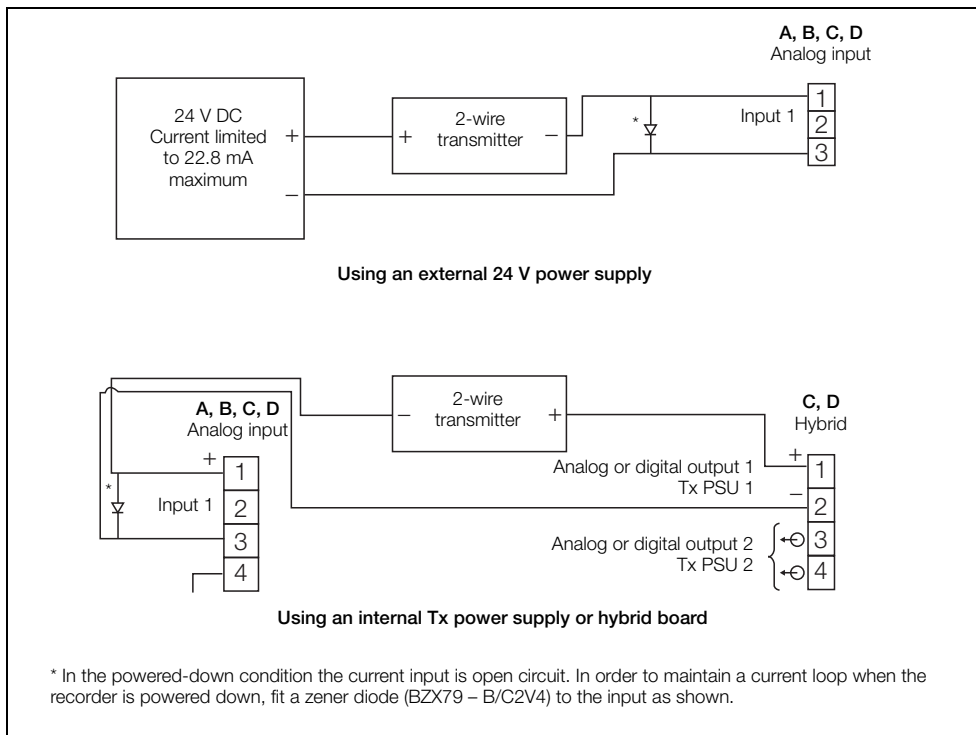 A, B, C, D
Analog input
24 V DC
Current limited
to 22.8 mA
maximum
+
−
+
2-wire
transmitter
−
*
Input 1
1
2
3
Using an external 24 V power supply
A, B, C, D
Analog input
+
*
Input 1
1
2
3
4
−
2-wire
transmitter
+
C, D
Hybrid
+
Analog or digital output 1
Tx PSU 1
−
Analog or digital output 2
Tx PSU 2
1
2
3
4
Using an internal Tx power supply or hybrid board
* In the powered-down condition the current input is open circuit. In order to maintain a current loop when the
recorder is powered down, fit a zener diode (BZX79 – B/C2V4) to the input as shown.